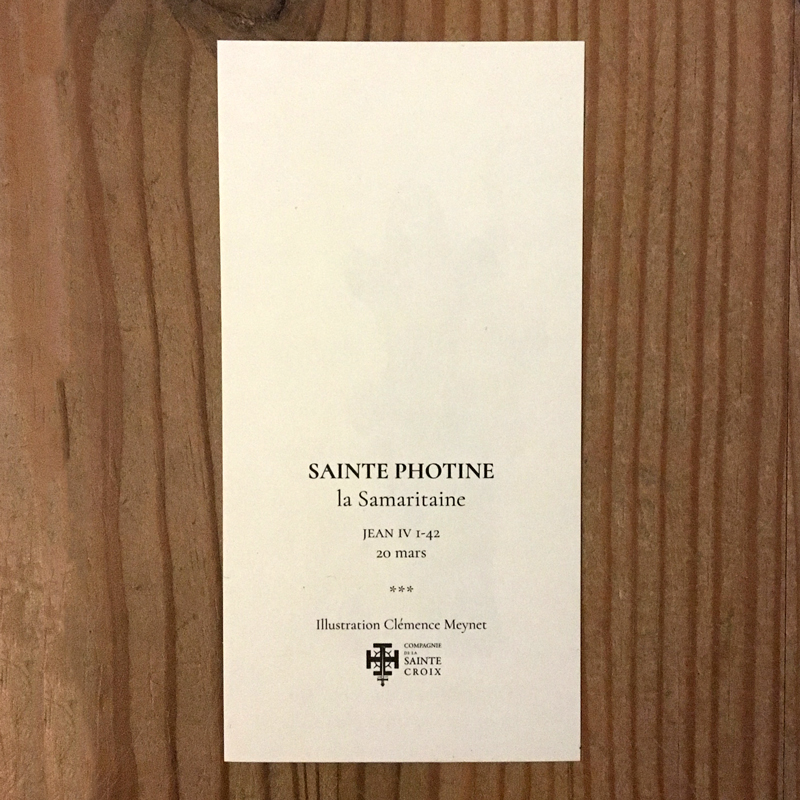 SAINTE PHOTINE
la Samaritaine
JEAN IV 1-42
20 mars
***
Illustration Clémence Meynet
COMPAGNIE
DE LA
SAINTE
CROIX